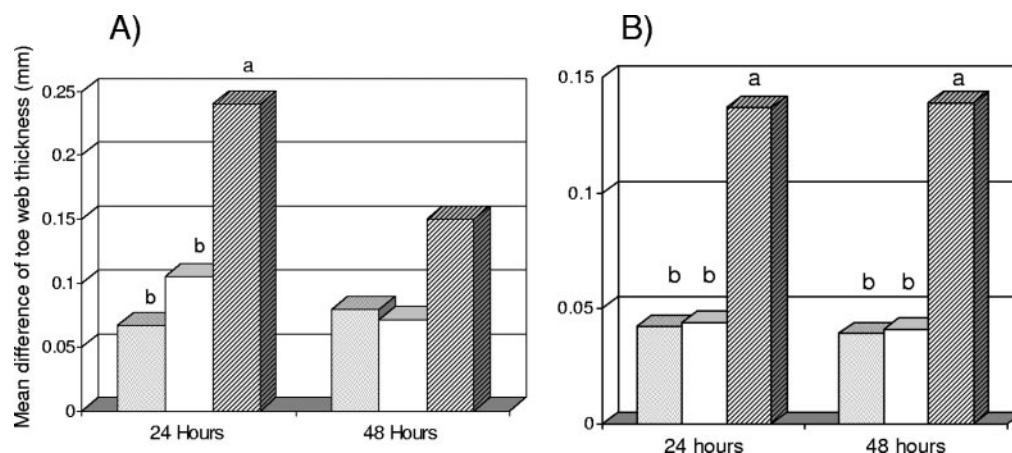 A)
Mean difference of toe web thickness (mm)
0.25
0.2
0.15
0.1
0.05
0
a
b
b
24 Hours
48 Hours
B)
0.15
0.1
0.05
0
a
a
b b
b b
24 hours
48 hours